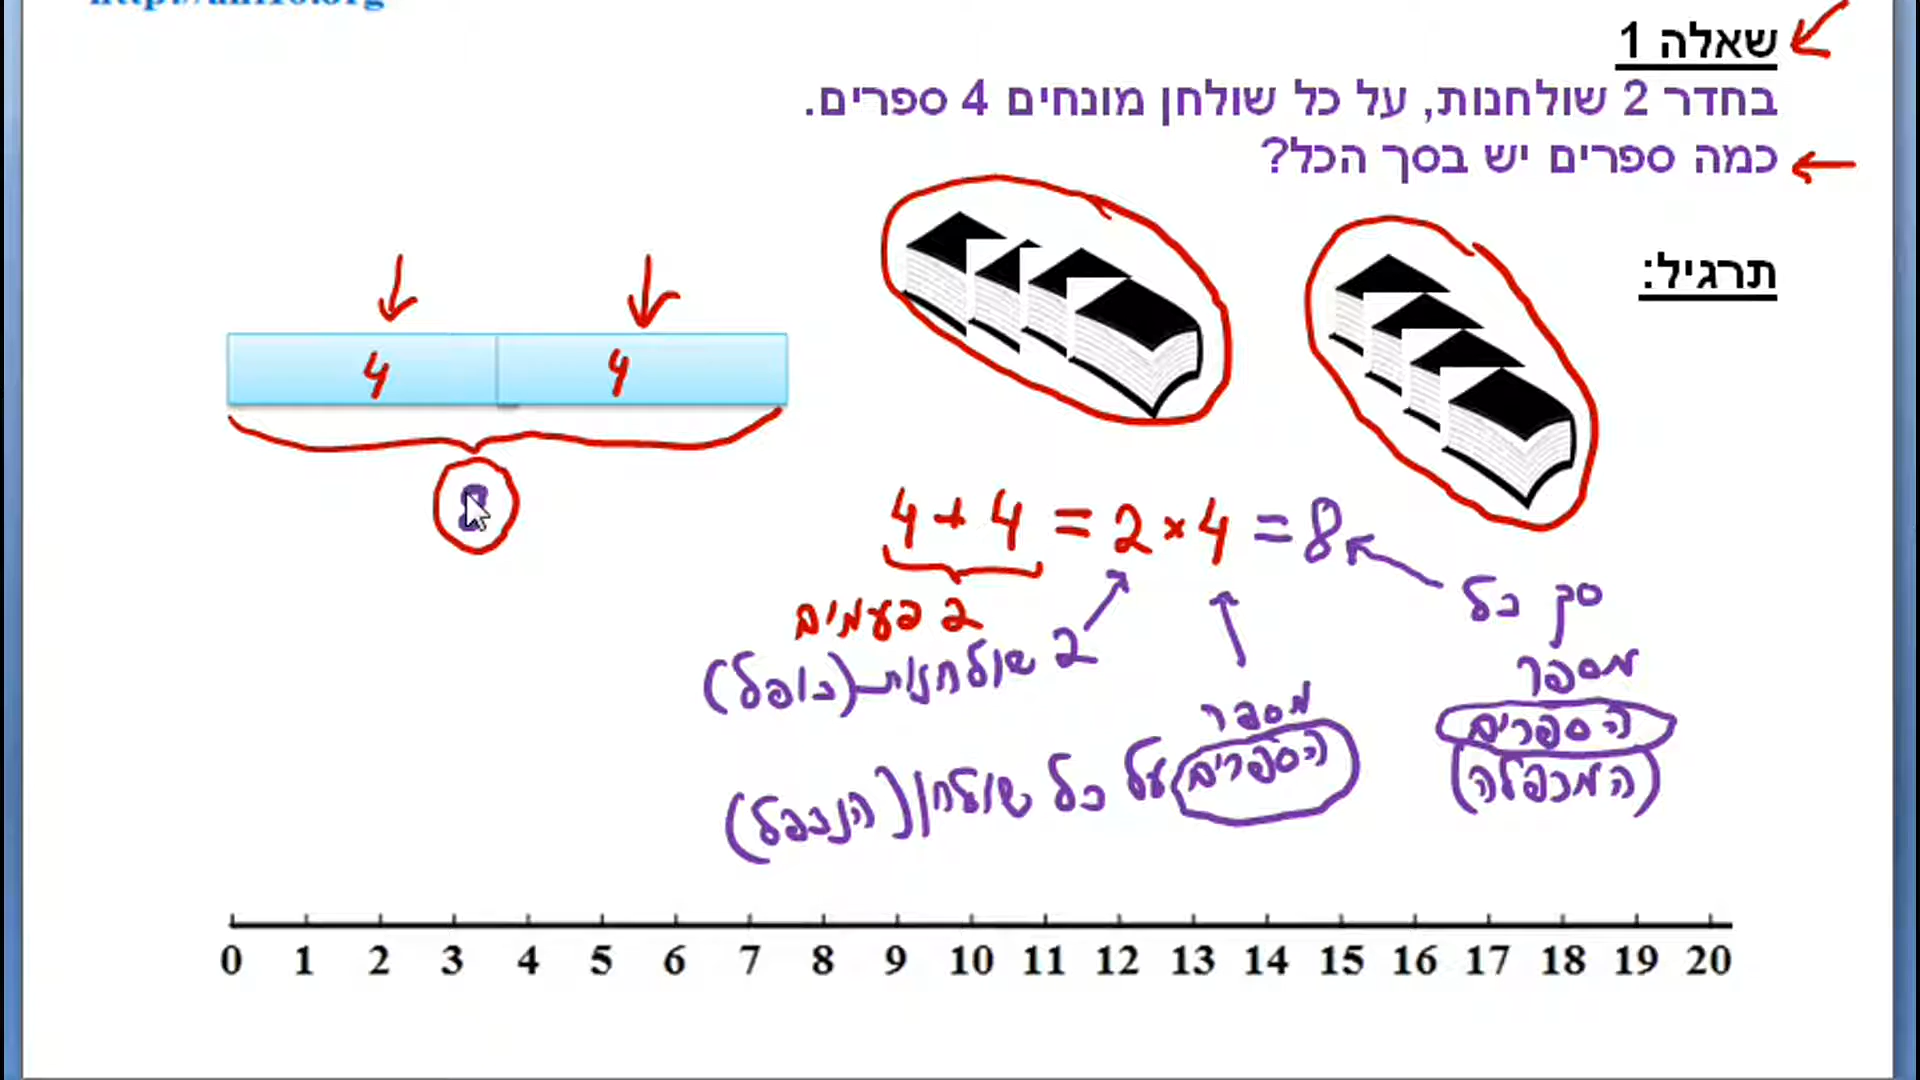 שאלה 1
בחדר 2 שולחנות, על כל שולחן מונחים 4 ספרים.
כמה ספרים יש בסך הכל?
תרגיל:
4 4
8
4 + 4 = 2 × 4 = 8
2 פעמים
2 שולחנות (כופל)
מספר
הספרים על כל שולחן (הנכפל)
סך כל
מספר
הספרים
(המכפלה)
0 1 2 3 4 5 6 7 8 9 10 11 12 13 14 15 16 17 18 19 20